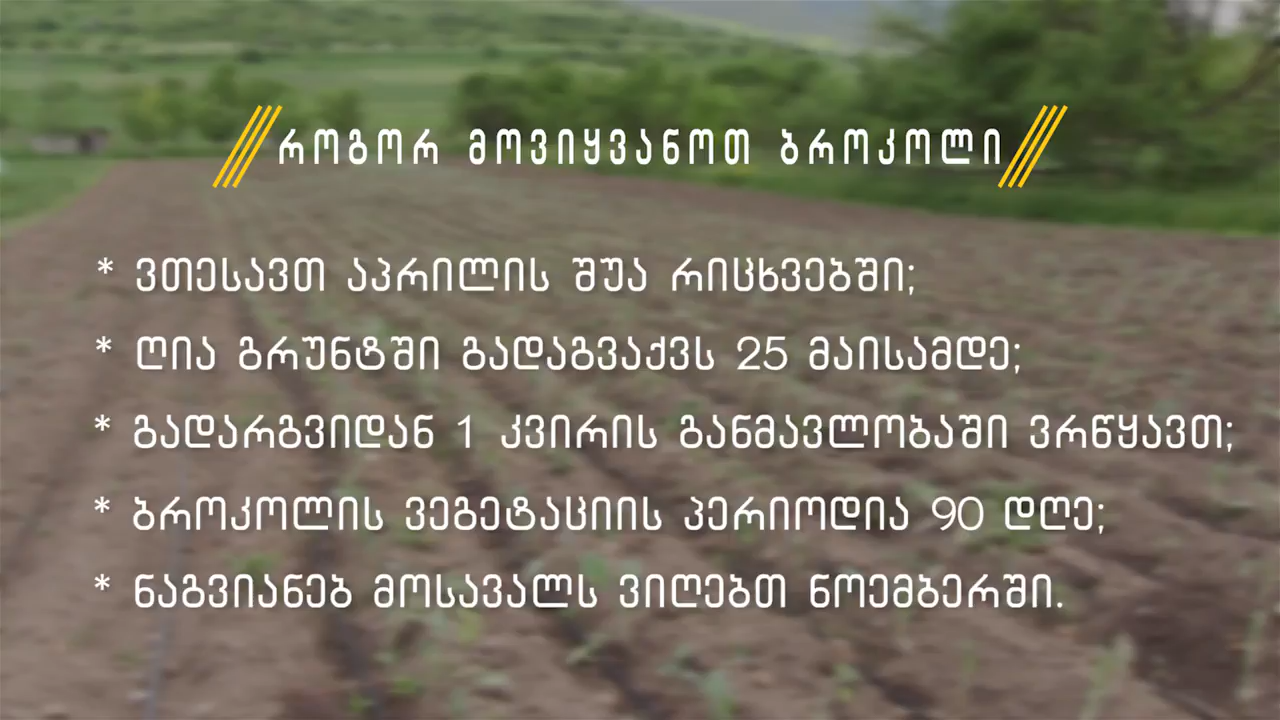 როგორ მოვიყვანოთ ბროკოლი
* ვთესავთ აპრილის შუა რიცხვებში;
* ღია გრუნტში გადაგვაქვს 25 მაისამდე;
* გადარგვიდან 1 კვირის განმავლობაში ვრწყავთ;
* ბროკოლის ვეგეტაციის პერიოდია 90 დღე;
* ნაგვიანებ მოსავალს ვიღებთ ნოემბერში.